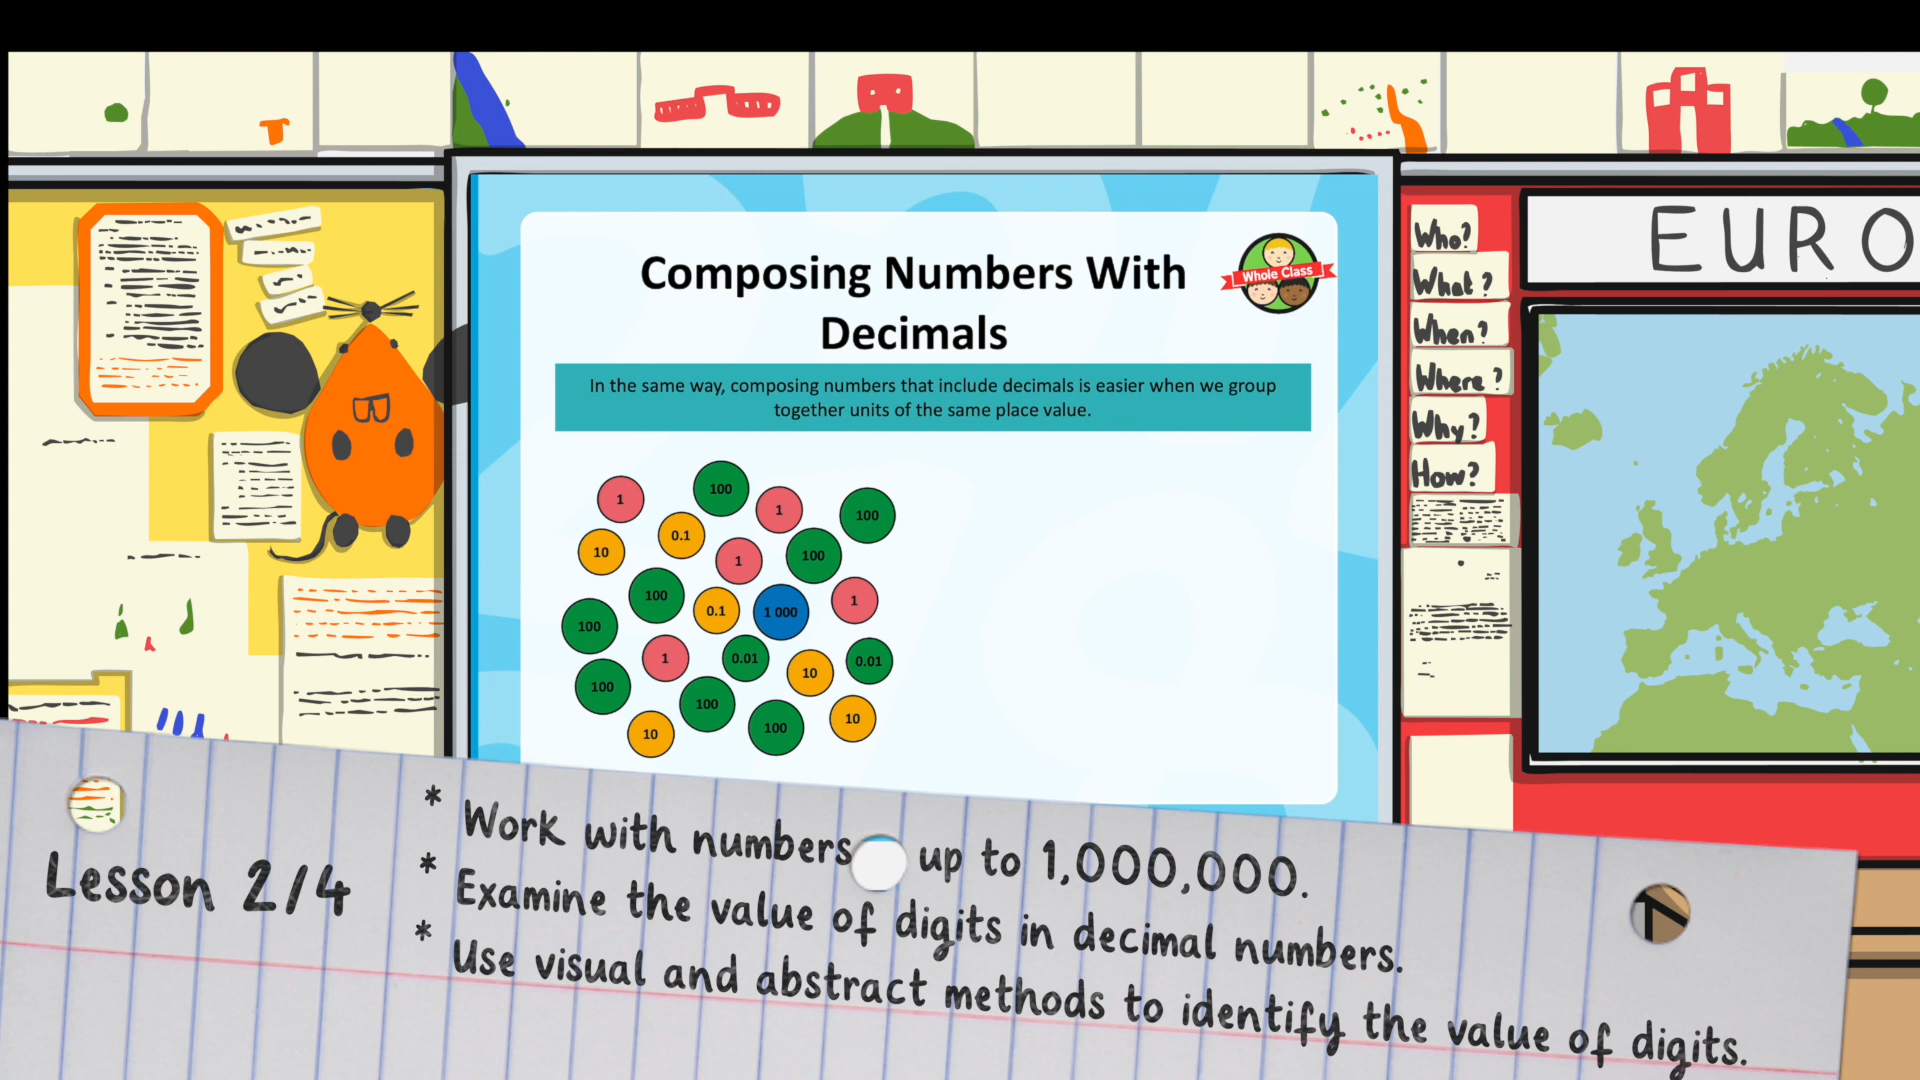 EURO
Who?
What?
When?
Where?
Why?
How?
Composing Numbers With
Decimals
Whole Class
In the same way, composing numbers that include decimals is easier when we group
together units of the same place value.
1
100
1
100
10
0.1
1
100
100
0.1
1 000
1
100
1
0.01
10
0.01
100
100
100
10
10
Lesson 2/4
* Work with numbers up to 1,000,000.
* Examine the value of digits in decimal numbers.
* Use visual and abstract methods to identify the value of digits.